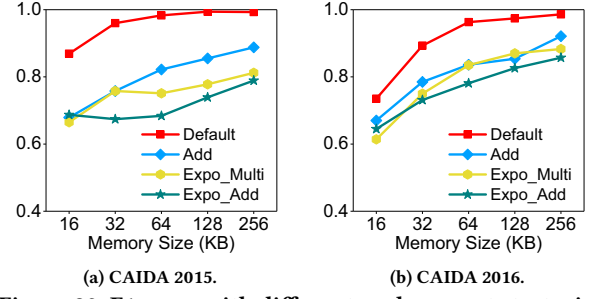 1.0
0.8
0.6
0.4
Default
Add
Expo_Multi
Expo_Add
16 32 64 128 256
Memory Size (KB)
(a) CAIDA 2015.
1.0
0.8
0.6
0.4
Default
Add
Expo_Multi
Expo_Add
16 32 64 128 256
Memory Size (KB)
(b) CAIDA 2016.